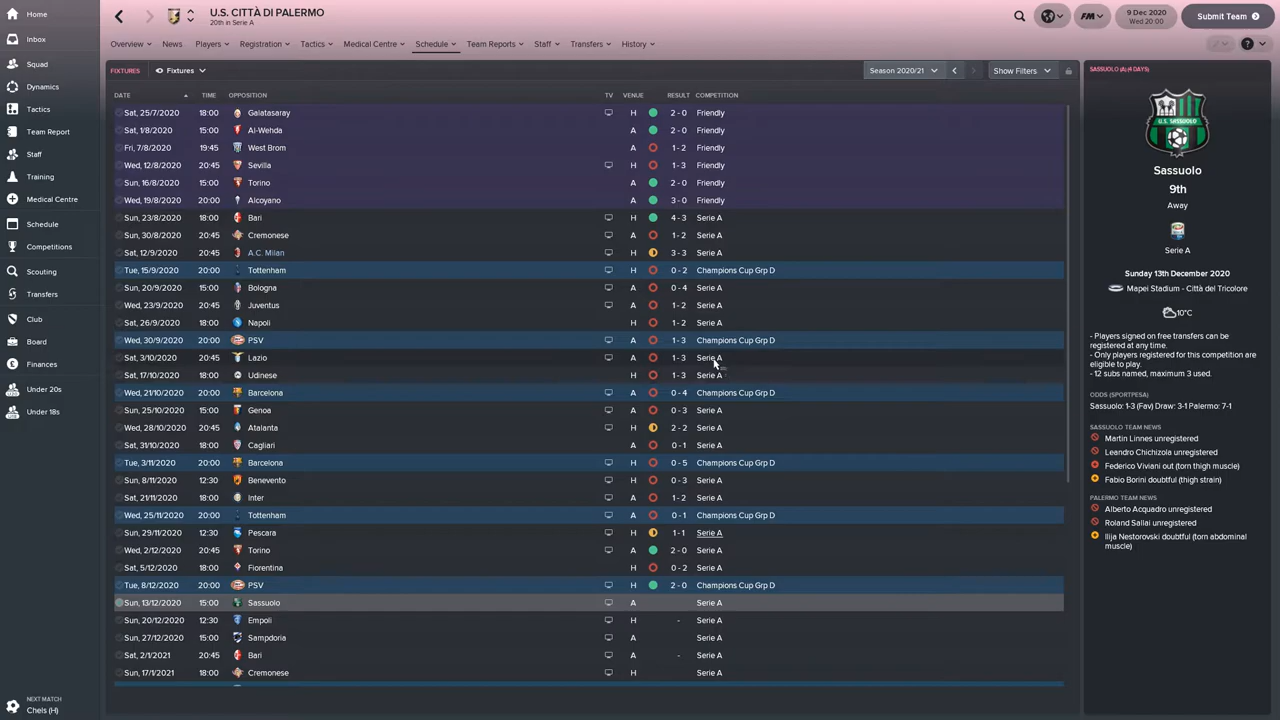 U.S. CITTÀ DI PALERMO
20th in Serie A
9 Dec 2020
Wed 20:00
FM
Submit Team
Home
Inbox
Squad
Dynamics
Tactics
Team Report
Staff
Training
Medical Centre
Schedule
Competitions
Scouting
Transfers
Club
Board
Finances
Under 20s
Under 18s
NEXT MATCH
Chels (H)
Overview News Players Registration Tactics Medical Centre Schedule Team Reports Staff Transfers History
FIXTURES Fixtures Season 2020/21 Show Filters
DATE TIME OPPOSITION TV VENUE RESULT COMPETITION
Sat, 25/7/2020 18:00 Galatasaray H 2 - 0 Friendly
Sat, 1/8/2020 15:00 Al-Wehda A 2 - 0 Friendly
Fri, 7/8/2020 19:45 West Brom A 1 - 2 Friendly
Wed, 12/8/2020 20:45 Sevilla H 1 - 3 Friendly
Sun, 16/8/2020 15:00 Torino A 2 - 0 Friendly
Wed, 19/8/2020 20:00 Alcoyano A 3 - 0 Friendly
Sun, 23/8/2020 18:00 Bari H 4 - 3 Serie A
Sun, 30/8/2020 20:45 Cremonese A 1 - 2 Serie A
Sat, 12/9/2020 20:45 A.C. Milan H 3 - 3 Serie A
Tue, 15/9/2020 20:00 Tottenham H 0 - 2 Champions Cup Grp D
Sun, 20/9/2020 15:00 Bologna A 0 - 4 Serie A
Wed, 23/9/2020 20:45 Juventus A 1 - 2 Serie A
Sat, 26/9/2020 18:00 Napoli H 1 - 2 Serie A
Wed, 30/9/2020 20:00 PSV A 1 - 3 Champions Cup Grp D
Sat, 3/10/2020 20:45 Lazio A 1 - 3 Serie A
Sat, 17/10/2020 18:00 Udinese H 1 - 3 Serie A
Wed, 21/10/2020 20:00 Barcelona A 0 - 4 Champions Cup Grp D
Sun, 25/10/2020 15:00 Genoa A 0 - 3 Serie A
Wed, 28/10/2020 20:45 Atalanta H 2 - 2 Serie A
Sat, 31/10/2020 18:00 Cagliari A 0 - 1 Serie A
Tue, 3/11/2020 20:00 Barcelona H 0 - 5 Champions Cup Grp D
Sun, 8/11/2020 12:30 Benevento H 0 - 3 Serie A
Sat, 21/11/2020 18:00 Inter A 1 - 2 Serie A
Wed, 25/11/2020 20:00 Tottenham A 0 - 1 Champions Cup Grp D
Sun, 29/11/2020 12:30 Pescara H 1 - 1 Serie A
Wed, 2/12/2020 20:45 Torino A 2 - 0 Serie A
Sat, 5/12/2020 18:00 Fiorentina H 0 - 2 Serie A
Tue, 8/12/2020 20:00 PSV H 2 - 0 Champions Cup Grp D
Sun, 13/12/2020 15:00 Sassuolo A Serie A
Sun, 20/12/2020 12:30 Empoli H - Serie A
Sun, 27/12/2020 15:00 Sampdoria A Serie A
Sat, 2/1/2021 20:45 Bari A - Serie A
Sun, 17/1/2021 18:00 Cremonese H Serie A
SASSUOLO (A) (4 DAYS)
U.S. SASSUOLO
Sassuolo
9th
Away
Serie A
Sunday 13th December 2020
Mapei Stadium - Città del Tricolore
10°C
- Players signed on free transfers can be
registered at any time.
- Only players registered for this competition are
eligible to play.
- 12 subs named, maximum 3 used.
ODDS (SPORTPESA)
Sassuolo: 1-3 (Fav) Draw: 3-1 Palermo: 7-1
SASSUOLO TEAM NEWS
Martin Linnes unregistered
Leandro Chichizola unregistered
Federico Viviani out (torn thigh muscle)
Fabio Borini doubtful (thigh strain)
PALERMO TEAM NEWS
Alberto Acquadro unregistered
Roland Sallai unregistered
Ilija Nestorovski doubtful (torn abdominal
muscle)